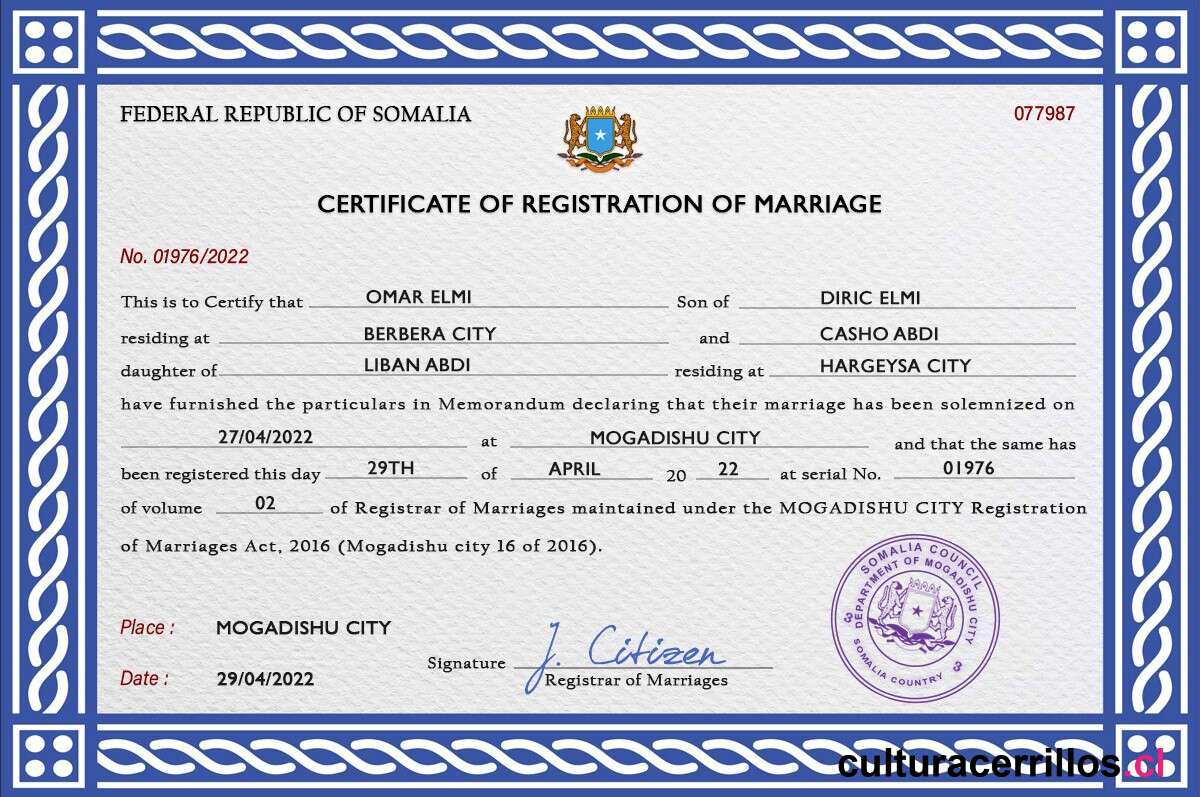 FEDERAL REPUBLIC OF SOMALIA 077987
CERTIFICATE OF REGISTRATION OF MARRIAGE
No. 01976/2022
This is to Certify that OMAR ELMI Son of DIRIC ELMI
residing at BERBERA CITY and CASHO ABDI
daughter of LIBAN ABDI residing at HARGEYSA CITY
have furnished the particulars in Memorandum declaring that their marriage has been solemnized on
27/04/2022 at MOGADISHU CITY and that the same has
been registered this day 29TH of APRIL 20 22 at serial No. 01976
of volume 02 of Registrar of Marriages maintained under the MOGADISHU CITY Registration
of Marriages Act, 2016 (Mogadishu city 16 of 2016).
SOMALIA COUNCIL
DEPARTMENT OF MOGADISHU CITY
SOMALIA COUNTRY
Place : MOGADISHU CITY
Signature J. Citizen
Registrar of Marriages
Date : 29/04/2022
culturacerrillos.cl